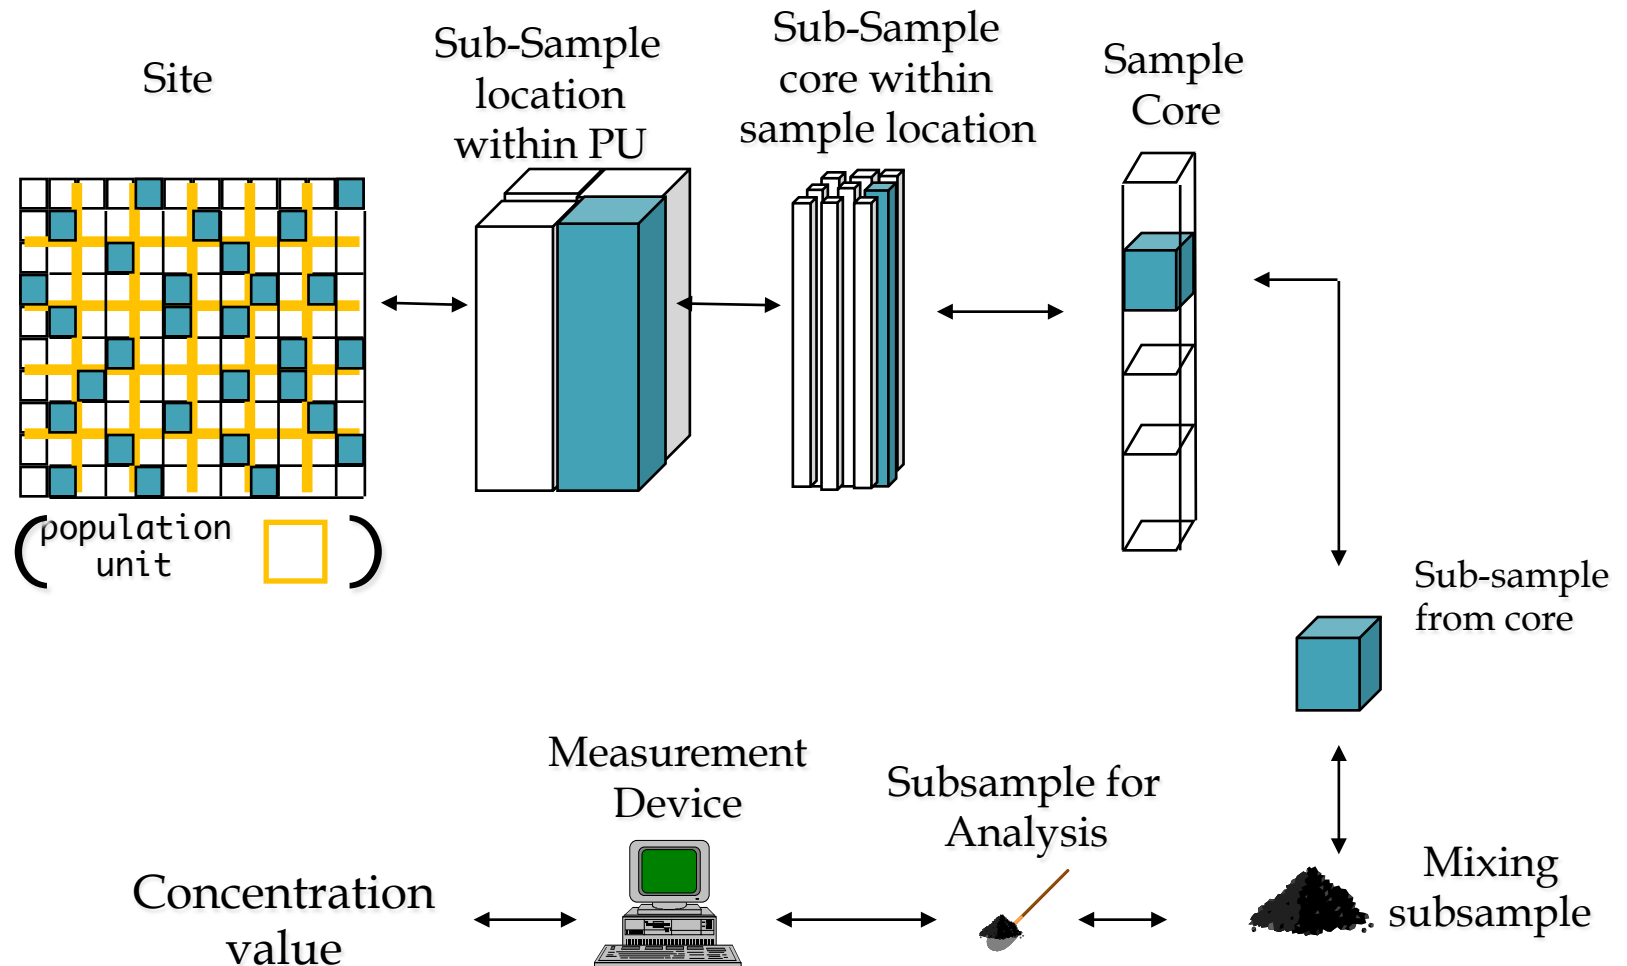 Site
Sub-Sample
location
within PU
Sub-Sample
core within
sample location
Sample
Core
(population
unit)
Sub-sample
from core
Mixing
subsample
Subsample for
Analysis
Measurement
Device
Concentration
value